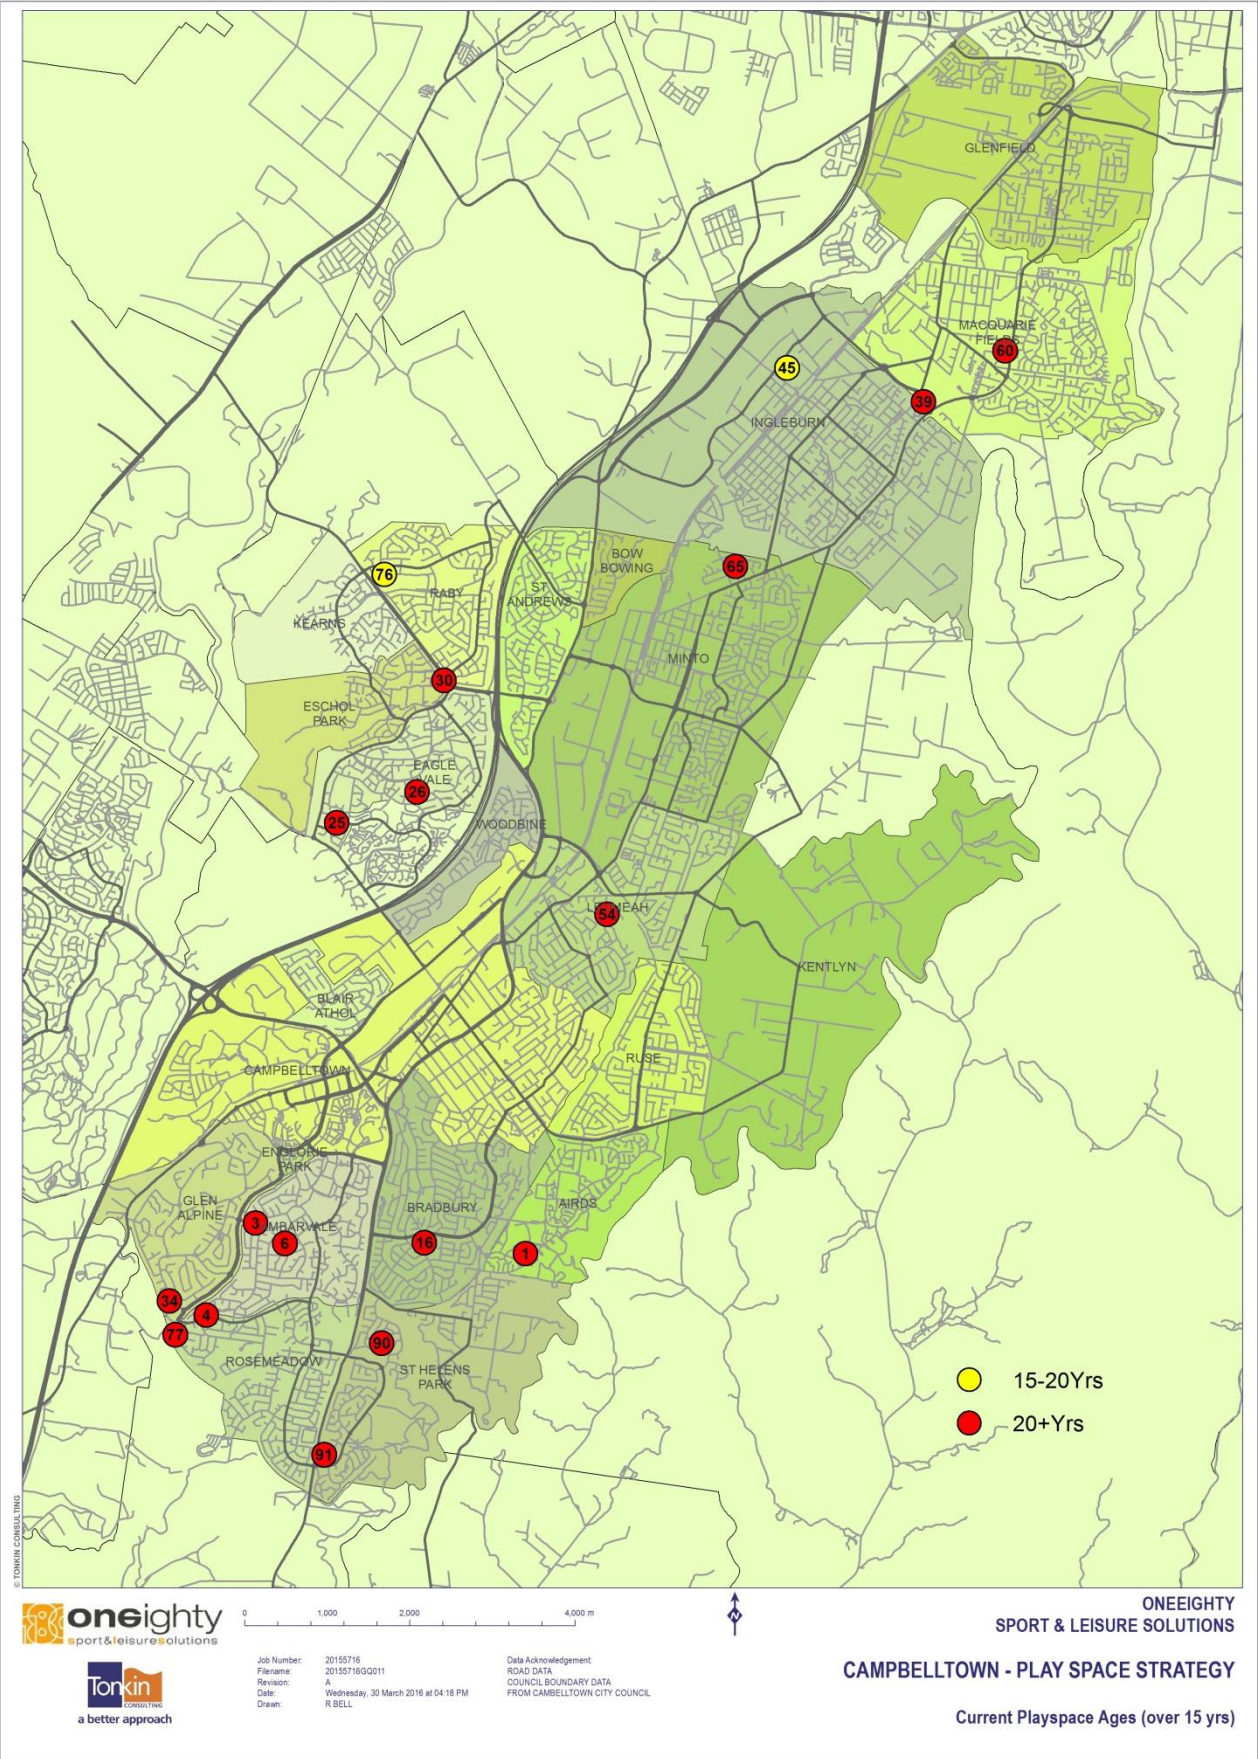 GLENFIELD
MACQUARIE
FIELDS
60
45
39
INGLEBURN
BOW
BOWING
65
76
RABY
ST
ANDREWS
KEARNS
MINTO
30
ESCHOL
PARK
EAGLE
VALE
26
25
WOODBINE
54
KENTLYN
BLAIR
ATHOL
RUSE
CAMPBELLTOWN
ENGLORIE
PARK
GLEN
ALPINE
BRADBURY
AIRDS
3
MBARVALE
6
16
1
34
4
77
90
ROSEMEADOW
ST HELENS
PARK
91
15-20Yrs
20+Yrs
© TONKIN CONSULTING
oneighty
sport&leisuresolutions
0 1,000 2,000 4,000 m
N
ONEEIGHTY
SPORT & LEISURE SOLUTIONS
Tonkin
CONSULTING
a better approach
Job Number: 20155716
Filename: 20155716GQ011
Revision: A
Date: Wednesday, 30 March 2016 at 04:18 PM
Drawn: R BELL
Data Acknowledgement:
ROAD DATA
COUNCIL BOUNDARY DATA
FROM CAMBELLTOWN CITY COUNCIL
CAMPBELLTOWN - PLAY SPACE STRATEGY
Current Playspace Ages (over 15 yrs)